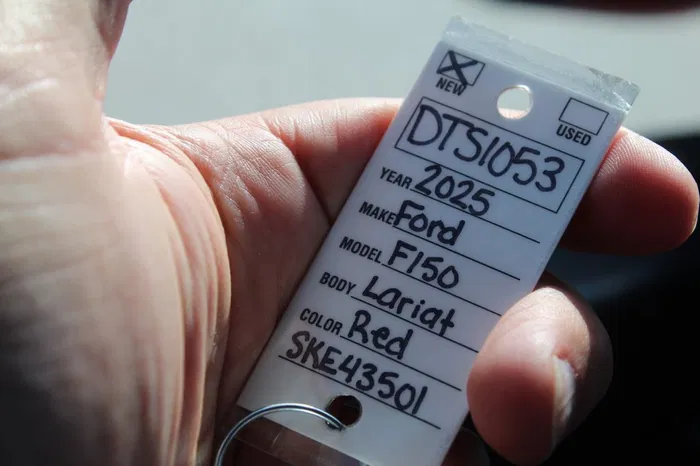 NEW USED
DTS1053
YEAR 2025
MAKE Ford
MODEL F150
BODY Lariat
COLOR Red
SKE43501